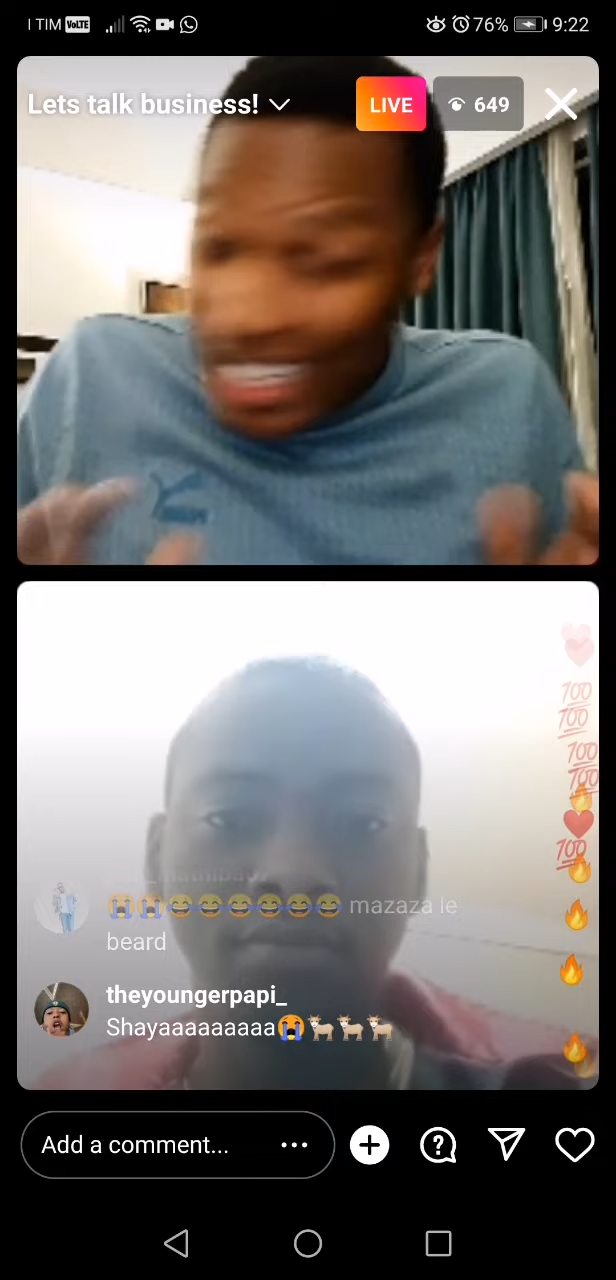 I TIM VoLTE 76% 9:22
Lets talk business! LIVE 649
😭😭😂😂😂😂😂😂 mazaza le
beard
theyoungerpapi_
Shayaaaaaaaaa😭🐐🐐🐐
💯
💯
💯
💯
💯
Add a comment...